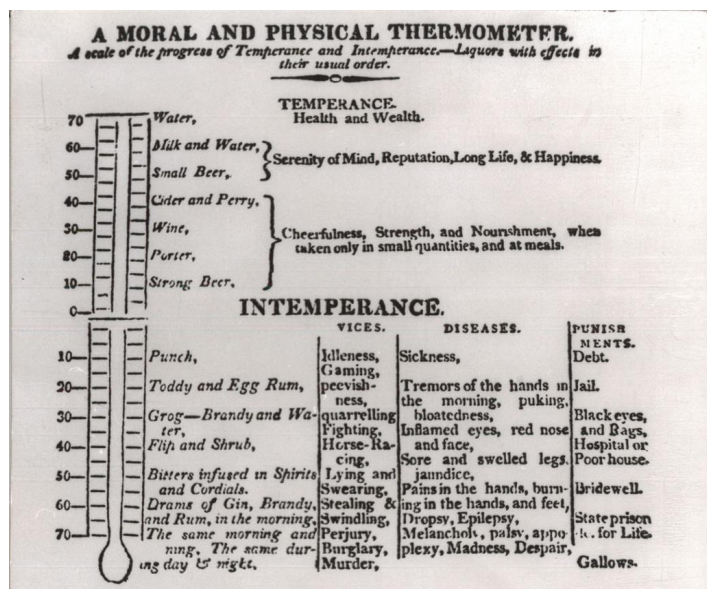 A MORAL AND PHYSICAL THERMOMETER.
A scale of the progress of Temperance and Intemperance.—Liquors with effects in
their usual order.
TEMPERANCE.
Health and Wealth.
70 Water,
60 Milk and Water,
Serenity of Mind, Reputation, Long Life, & Happiness.
50 Small Beer,
40 Cider and Perry,
30 Wine,
Cheerfulness, Strength, and Nourishment, when
taken only in small quantities, and at meals.
20 Porter,
10 Strong Beer,
0
INTEMPERANCE.
VICES. DISEASES. PUNISH
MENTS.
10 Punch, Idleness, Sickness, Debt.
Gaming,
20 Toddy and Egg Rum, peevish- Tremors of the hands in Jail.
ness, the morning, puking,
30 Grog—Brandy and Wa- quarrelling bloatedness, Black eyes,
ter, Fighting, Inflamed eyes, red nose and Rags,
40 Flip and Shrub, Horse-Ra- and face, Hospital or
cing, Sore and swelled legs, Poor house.
50 Bitters infused in Spirits Lying and jaundice,
and Cordials. Swearing, Pains in the hands, burn- Bridewell.
60 Drams of Gin, Brandy, Stealing & ing in the hands, and feet,
and Rum, in the morning, Swindling, Dropsy, Epilepsy, State prison
70 The same morning and Perjury, Melancholy, palsy, appo- for Life.
ning, The same dur- Burglary, plexy, Madness, Despair,
ing day & night, Murder, Gallows.